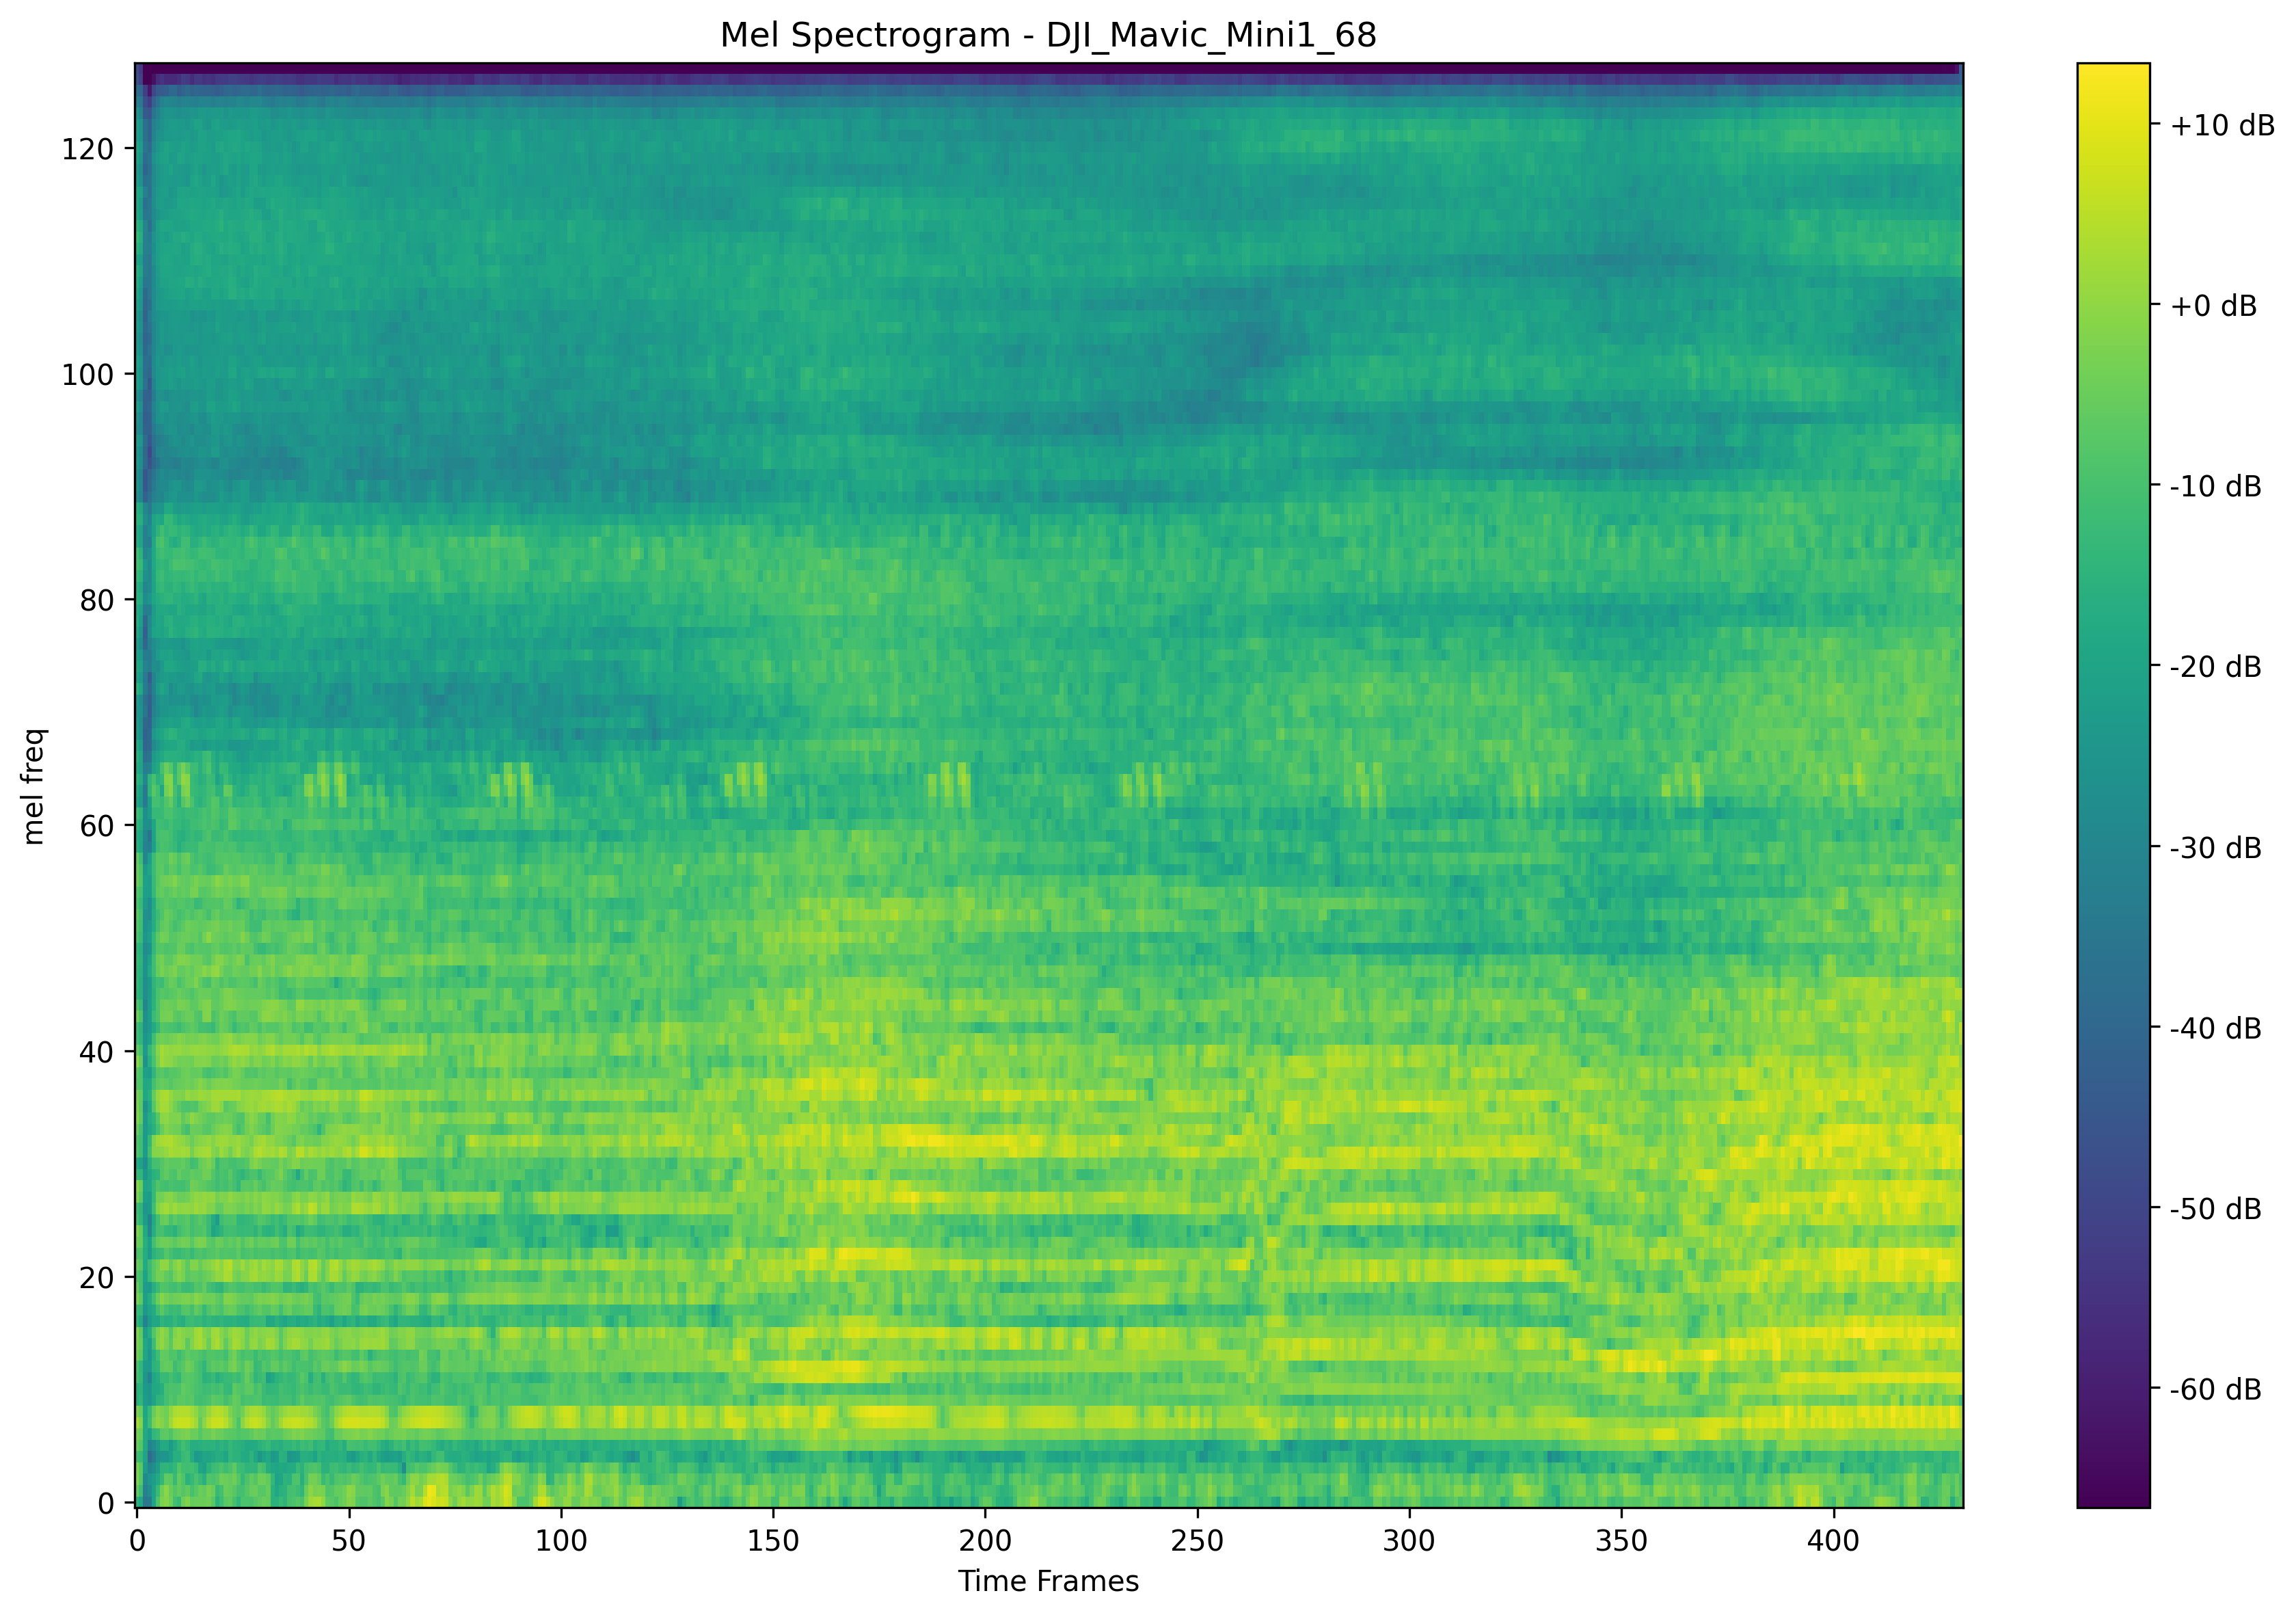 Mel Spectrogram - DJI_Mavic_Mini1_68
mel freq
120
100
80
60
40
20
0
0 50 100 150 200 250 300 350 400
Time Frames
+10 dB
+0 dB
-10 dB
-20 dB
-30 dB
-40 dB
-50 dB
-60 dB